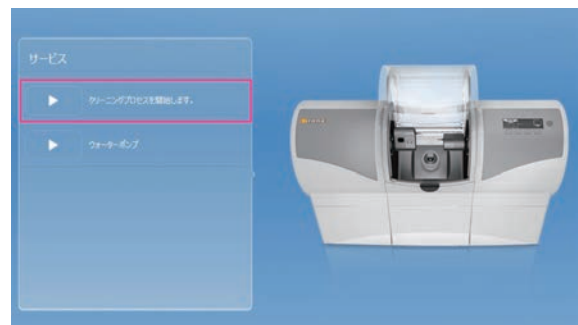 サービス
クリーニングプロセスを開始します。
ウォーターポンプ